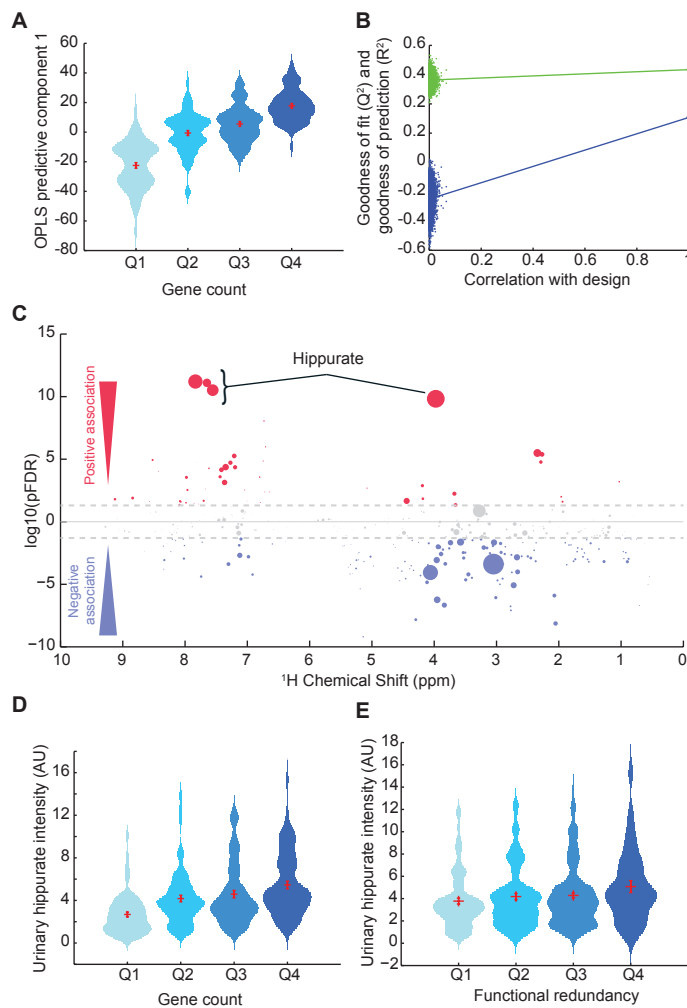 A
OPLS predictive component 1
60
40
20
0
-20
-40
-60
-80
Q1 Q2 Q3 Q4
Gene count
B
Goodness of fit (Q²) and
goodness of prediction (R²)
0.6
0.4
0.2
0.2
0
-0.2
-0.4
-0.6
0 0.2 0.4 0.6 0.8 1
Correlation with design
C
log10(pFDR)
15
10
5
0
−5
−10
Positive association
Negative
association
Hippurate
10 9 8 7 6 5 4 3 2 1 0
¹H Chemical Shift (ppm)
D
Urinary hippurate intensity (AU)
16
12
8
4
0
Q1 Q2 Q3 Q4
Gene count
E
Urinary hippurate intensity (AU)
18
16
14
12
10
8
6
4
2
0
−2
Q1 Q2 Q3 Q4
Functional redundancy